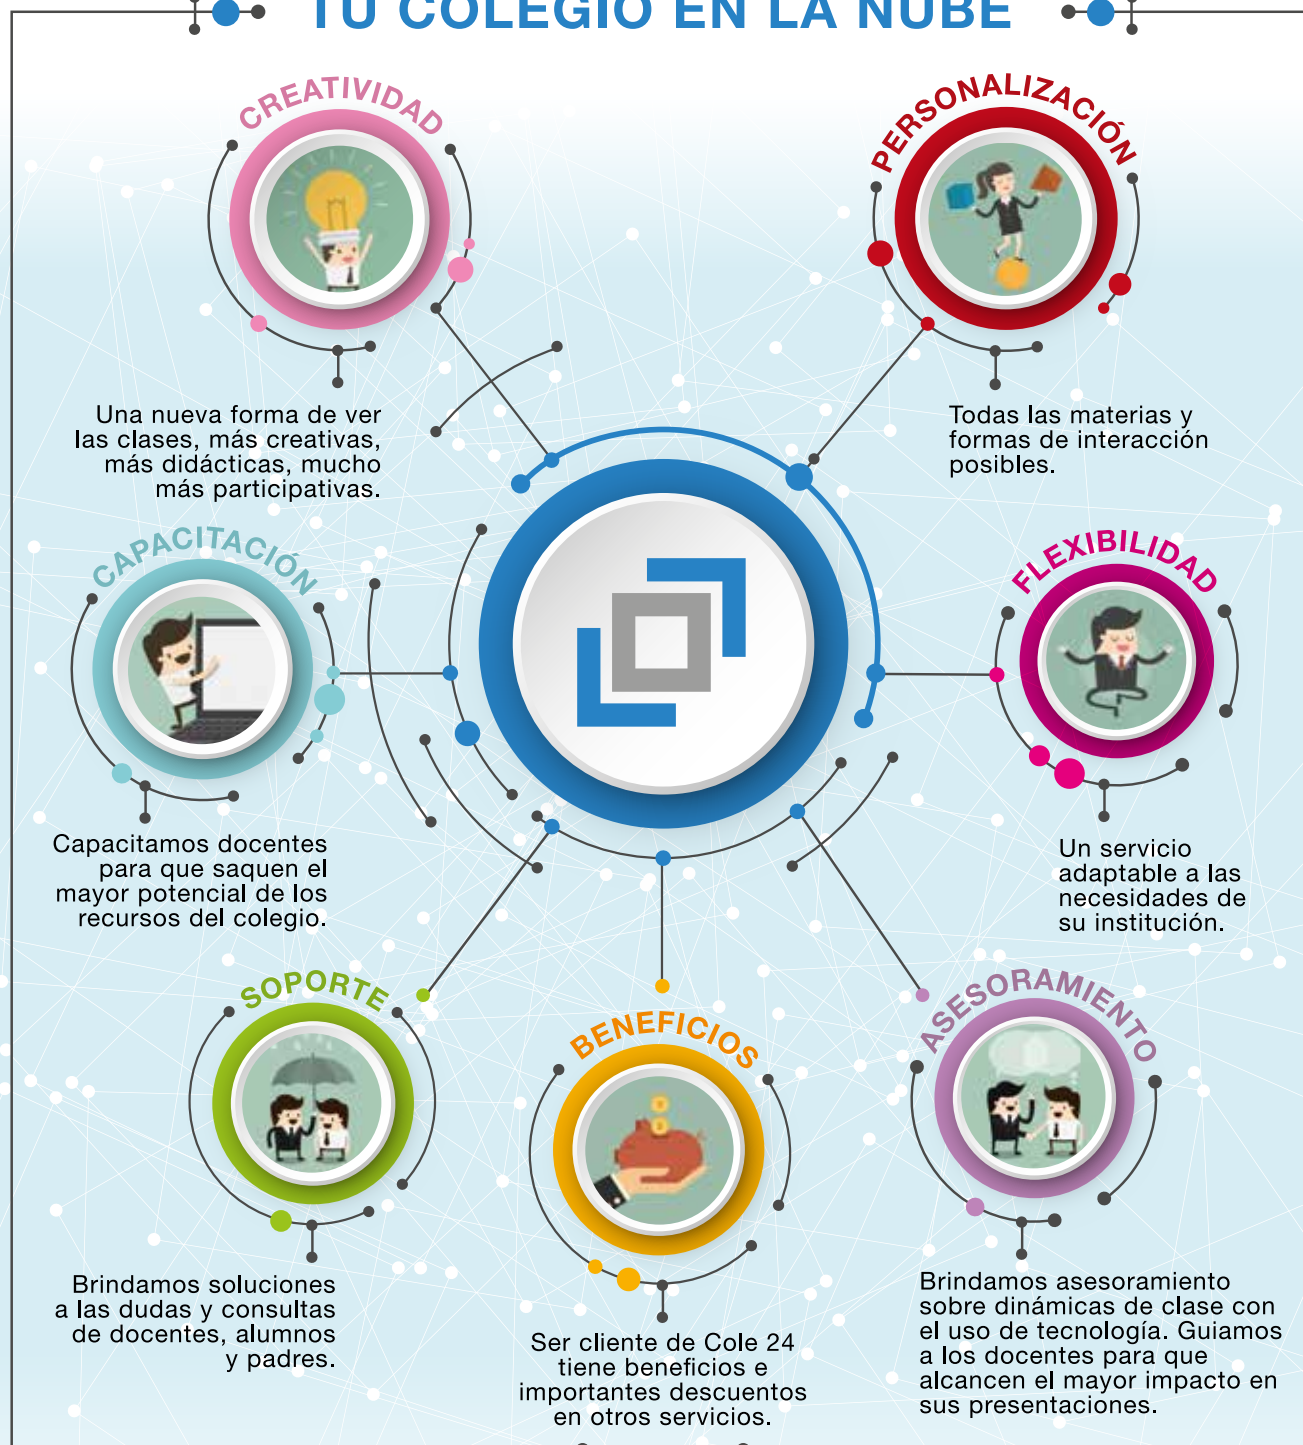 TU COLEGIO EN LA NUBE
CREATIVIDAD
Una nueva forma de ver
las clases, más creativas,
más didácticas, mucho
más participativas.
PERSONALIZACIÓN
Todas las materias y
formas de interacción
posibles.
CAPACITACIÓN
Capacitamos docentes
para que saquen el
mayor potencial de los
recursos del colegio.
FLEXIBILIDAD
Un servicio
adaptable a las
necesidades de
su institución.
SOPORTE
Brindamos soluciones
a las dudas y consultas
de docentes, alumnos
y padres.
BENEFICIOS
Ser cliente de Cole 24
tiene beneficios e
importantes descuentos
en otros servicios.
ASESORAMIENTO
Brindamos asesoramiento
sobre dinámicas de clase con
el uso de tecnología. Guiamos
a los docentes para que
alcancen el mayor impacto en
sus presentaciones.